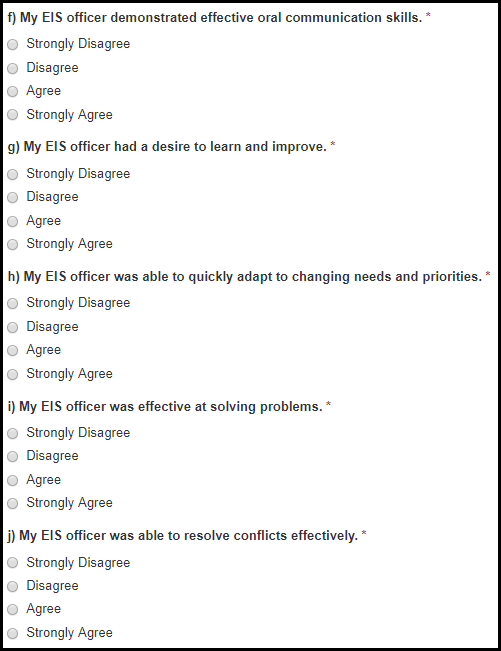 f) My EIS officer demonstrated effective oral communication skills. *
Strongly Disagree
Disagree
Agree
Strongly Agree
g) My EIS officer had a desire to learn and improve. *
Strongly Disagree
Disagree
Agree
Strongly Agree
h) My EIS officer was able to quickly adapt to changing needs and priorities. *
Strongly Disagree
Disagree
Agree
Strongly Agree
i) My EIS officer was effective at solving problems. *
Strongly Disagree
Disagree
Agree
Strongly Agree
j) My EIS officer was able to resolve conflicts effectively. *
Strongly Disagree
Disagree
Agree
Strongly Agree